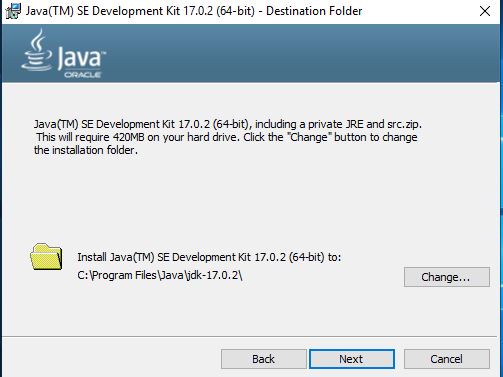 Java(TM) SE Development Kit 17.0.2 (64-bit) - Destination Folder
Java™
ORACLE
Java(TM) SE Development Kit 17.0.2 (64-bit), including a private JRE and src.zip.
This will require 420MB on your hard drive. Click the "Change" button to change
the installation folder.
Install Java(TM) SE Development Kit 17.0.2 (64-bit) to:
C:\Program Files\Java\jdk-17.0.2\
Change...
Back
Next
Cancel